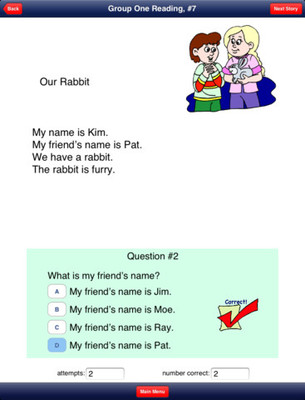 Back
Group One Reading, #7
Next Story
Our Rabbit
My name is Kim.
My friend's name is Pat.
We have a rabbit.
The rabbit is furry.
Question #2
What is my friend's name?
A My friend's name is Jim.
B My friend's name is Moe.
C My friend's name is Ray.
D My friend's name is Pat.
Correct!
attempts: 2
number correct: 2
Main Menu